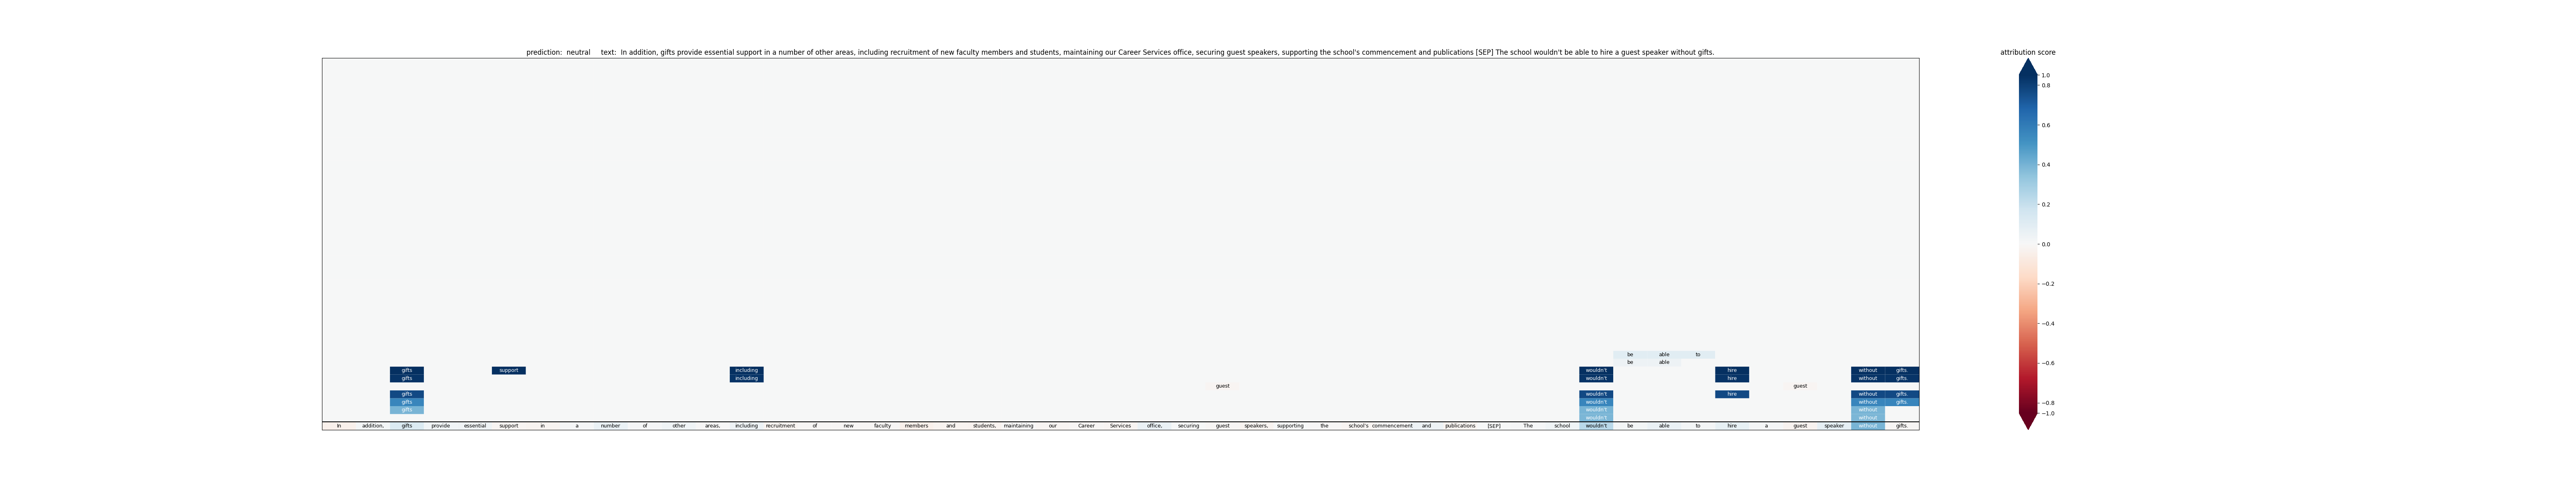 prediction:  neutral     text:  In addition, gifts provide essential support in a number of other areas, including recruitment of new faculty members and students, maintaining our Career Services office, securing guest speakers, supporting the school's commencement and publications [SEP] The school wouldn't be able to hire a guest speaker without gifts.
attribution score
be able to
be able
gifts support including wouldn't hire without gifts.
gifts including wouldn't hire without gifts.
guest guest
gifts wouldn't hire without gifts.
gifts wouldn't without gifts.
gifts wouldn't without
wouldn't without
In addition, gifts provide essential support in a number of other areas, including recruitment of new faculty members and students, maintaining our Career Services office, securing guest speakers, supporting the school's commencement and publications [SEP] The school wouldn't be able to hire a guest speaker without gifts.
1.0
0.8
0.6
0.4
0.2
0.0
−0.2
−0.4
−0.6
−0.8
−1.0